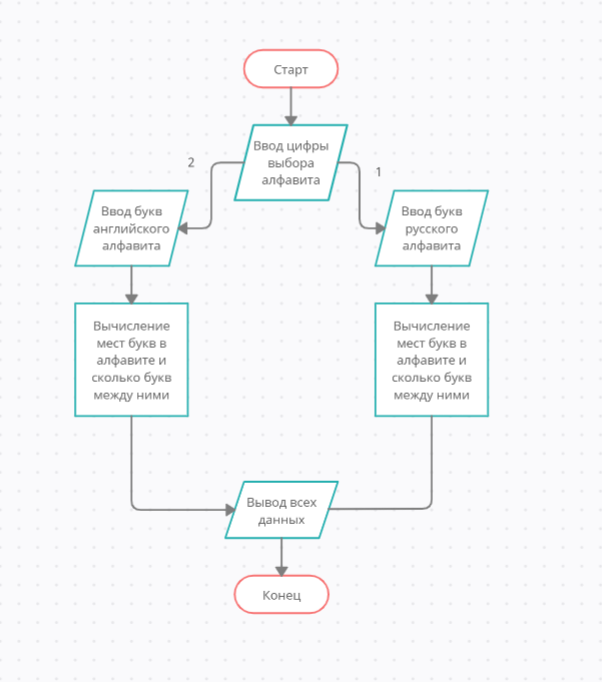 Старт
Ввод цифры
выбора
алфавита
2
1
Ввод букв
английского
алфавита
Ввод букв
русского
алфавита
Вычисление
мест букв в
алфавите и
сколько букв
между ними
Вычисление
мест букв в
алфавите и
сколько букв
между ними
Вывод всех
данных
Конец